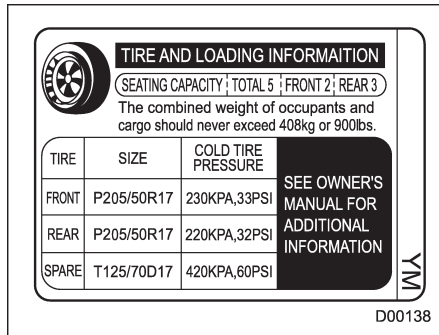 TIRE AND LOADING INFORMAITION
SEATING CAPACITY TOTAL 5 FRONT 2 REAR 3
The combined weight of occupants and
cargo should never exceed 408kg or 900lbs.
TIRE SIZE COLD TIRE
PRESSURE
FRONT P205/50R17 230KPA,33PSI
REAR P205/50R17 220KPA,32PSI
SPARE T125/70D17 420KPA,60PSI
SEE OWNER'S
MANUAL FOR
ADDITIONAL
INFORMATION
YM
D00138